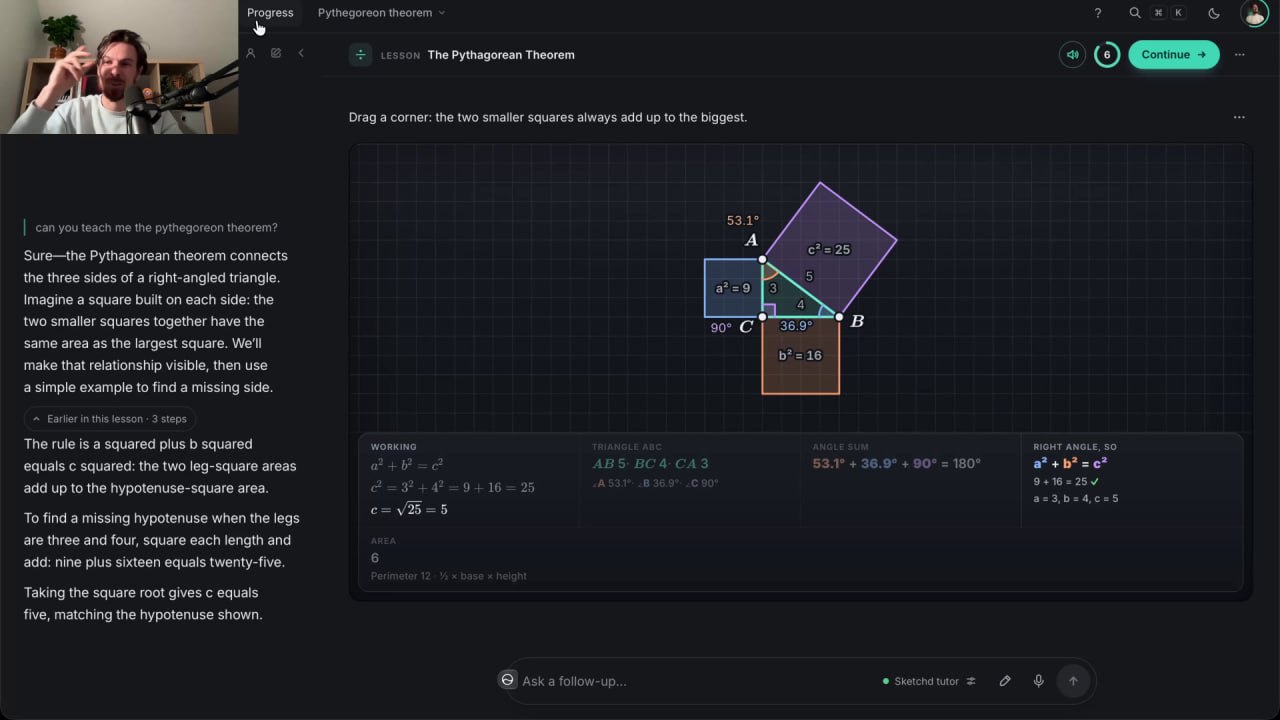 Progress
Pythegoreon theorem
?
⌘ K
LESSON The Pythagorean Theorem
6
Continue →
Drag a corner: the two smaller squares always add up to the biggest.
can you teach me the pythegoreon theorem?
Sure—the Pythagorean theorem connects
the three sides of a right-angled triangle.
Imagine a square built on each side: the
two smaller squares together have the
same area as the largest square. We'll
make that relationship visible, then use
a simple example to find a missing side.
Earlier in this lesson · 3 steps
The rule is a squared plus b squared
equals c squared: the two leg-square areas
add up to the hypotenuse-square area.
To find a missing hypotenuse when the legs
are three and four, square each length and
add: nine plus sixteen equals twenty-five.
Taking the square root gives c equals
five, matching the hypotenuse shown.
53.1°
A
c² = 25
5
a² = 9
3
4
90° C
36.9°
B
b² = 16
WORKING
a² + b² = c²
c² = 3² + 4² = 9 + 16 = 25
c = √25 = 5
TRIANGLE ABC
AB 5 · BC 4 · CA 3
∠A 53.1° · ∠B 36.9° · ∠C 90°
ANGLE SUM
53.1° + 36.9° + 90° = 180°
RIGHT ANGLE, SO
a² + b² = c²
9 + 16 = 25 ✓
a = 3, b = 4, c = 5
AREA
6
Perimeter 12 · ½ × base × height
Ask a follow-up...
Sketchd tutor